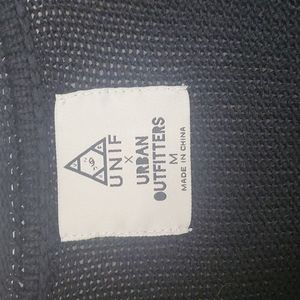 UNIF
X
URBAN
OUTFITTERS
M
MADE IN CHINA